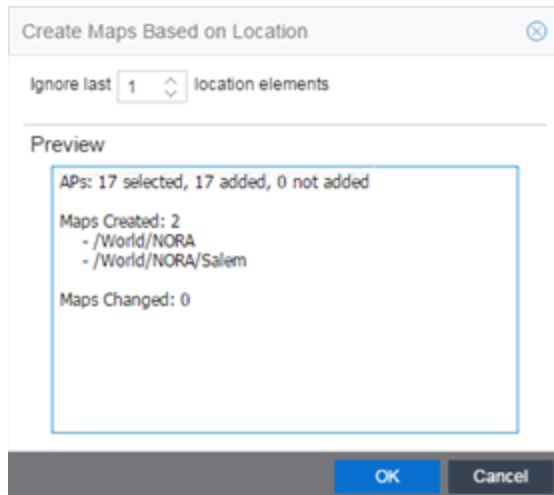 Create Maps Based on Location
Ignore last 1 location elements
Preview
APs: 17 selected, 17 added, 0 not added
Maps Created: 2
- /World/NORA
- /World/NORA/Salem
Maps Changed: 0
OK Cancel